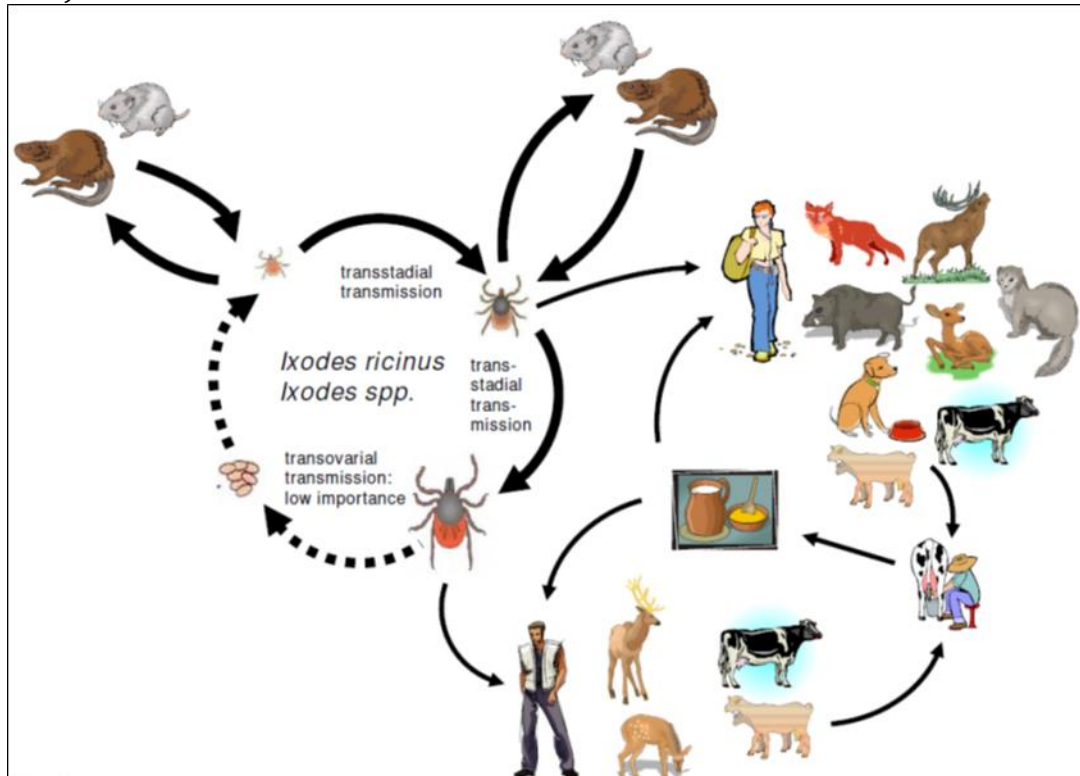 transstadial
transmission
Ixodes ricinus
Ixodes spp.
trans-
stadial
trans-
mission
transovarial
transmission:
low importance